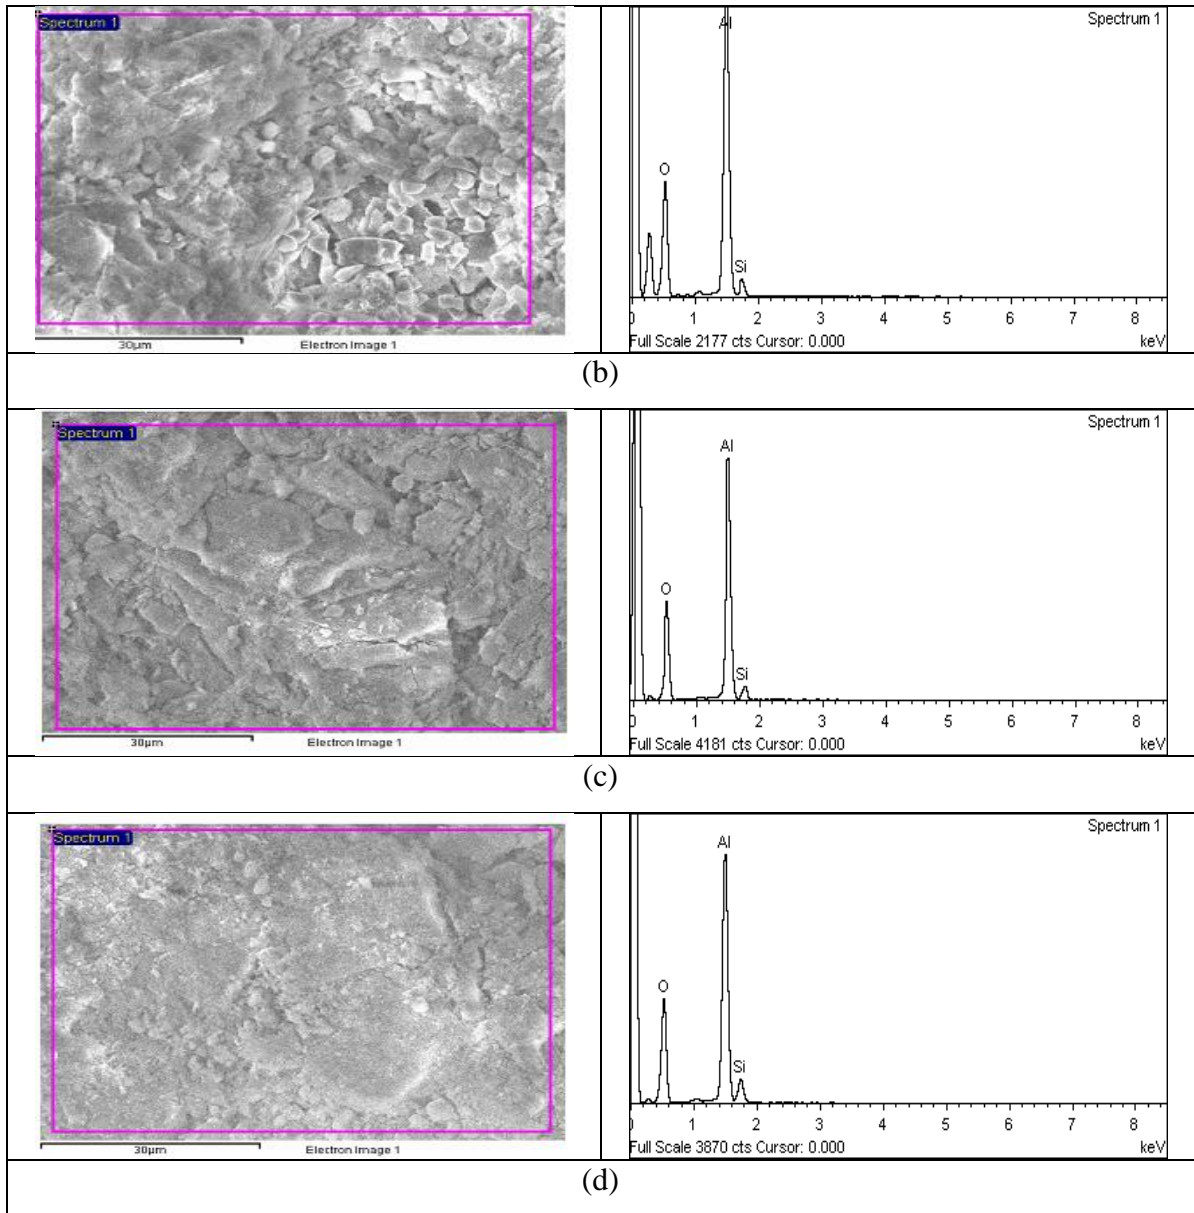 Spectrum 1
30µm Electron Image 1
Spectrum 1
Al
O
Si
0 1 2 3 4 5 6 7 8
Full Scale 2177 cts Cursor: 0.000 keV
(b)
Spectrum 1
30µm Electron Image 1
Spectrum 1
Al
O
Si
0 1 2 3 4 5 6 7 8
Full Scale 4181 cts Cursor: 0.000 keV
(c)
Spectrum 1
30µm Electron Image 1
Spectrum 1
Al
O
Si
0 1 2 3 4 5 6 7 8
Full Scale 3870 cts Cursor: 0.000 keV
(d)